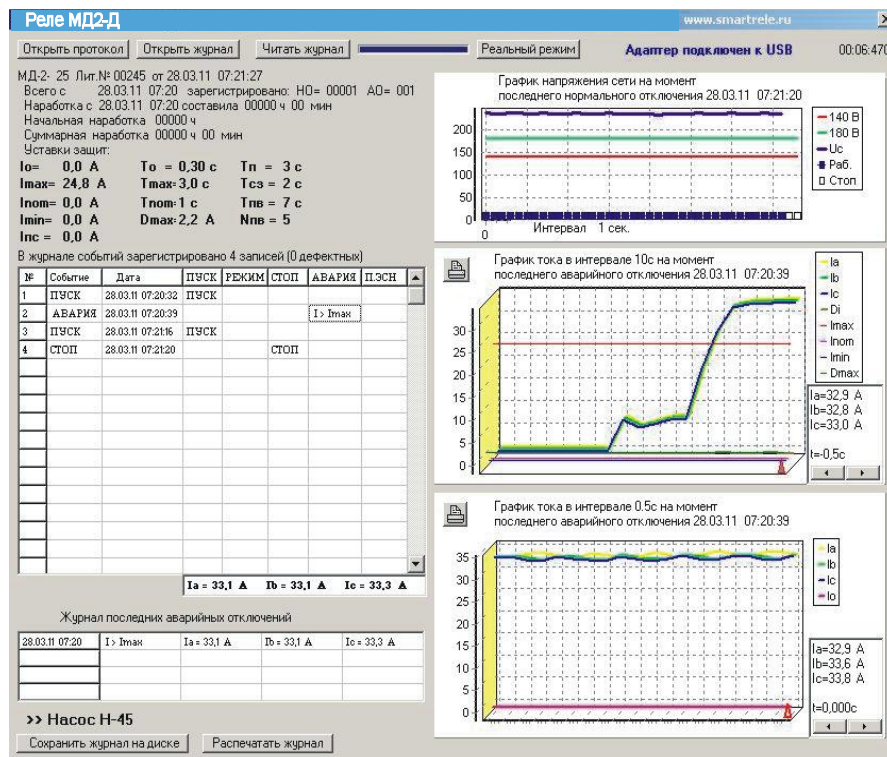 Реле МД2-Д
www.smartrele.ru
Открыть протокол
Открыть журнал
Читать журнал
Реальный режим
Адаптер подключен к USB
00:06:470
МД-2- 25 Лит.№ 00245 от 28.03.11 07:21:27
Всего с 28.03.11 07:20 зарегистрировано: НО= 00001 АО= 001
Наработка с 28.03.11 07:20 составила 00000 ч 00 мин
Начальная наработка 00000 ч
Суммарная наработка 00000 ч 00 мин
Уставки защит:
Io= 0,0 A To = 0,30 c Тп = 3 c
Imax= 24,8 A Tmax=3,0 c Тсз = 2 c
Inom= 0,0 A Tnom=1 c Тпв = 7 c
Imin= 0,0 A Dmax=2,2 A Nпв = 5
Inc = 0,0 A
В журнале событий зарегистрировано 4 записей (0 дефектных)
№ Событие Дата ПУСК РЕЖИМ СТОП АВАРИЯ П.ЭСН
1 ПУСК 28.03.11 07:20:32 ПУСК
2 АВАРИЯ 28.03.11 07:20:39 I> Imax
3 ПУСК 28.03.11 07:21:16 ПУСК
4 СТОП 28.03.11 07:21:20 СТОП
Ia = 33,1 A Ib = 33,1 A Ic = 33,3 A
Журнал последних аварийных отключений
28.03.11 07:20 I> Imax Ia = 33,1 A Ib = 33,1 A Ic = 33,3 A
>> Насос Н-45
Сохранить журнал на диске
Распечатать журнал
График напряжения сети на момент
последнего нормального отключения 28.03.11 07:21:20
200
150
100
50
0
0
Интервал 1 сек.
140 В
180 В
Uc
Раб.
Стоп
График тока в интервале 10с на момент
последнего аварийного отключения 28.03.11 07:20:39
30
25
20
15
10
5
0
Ia
Ib
Ic
Di
Imax
Inom
Imin
Dmax
Ia=32,9 A
Ib=32,8 A
Ic=33,0 A
t=-0,5c
График тока в интервале 0.5с на момент
последнего аварийного отключения 28.03.11 07:20:39
35
30
25
20
15
10
5
0
Ia
Ib
Ic
Io
Ia=32,9 A
Ib=33,6 A
Ic=33,8 A
t=0,000c